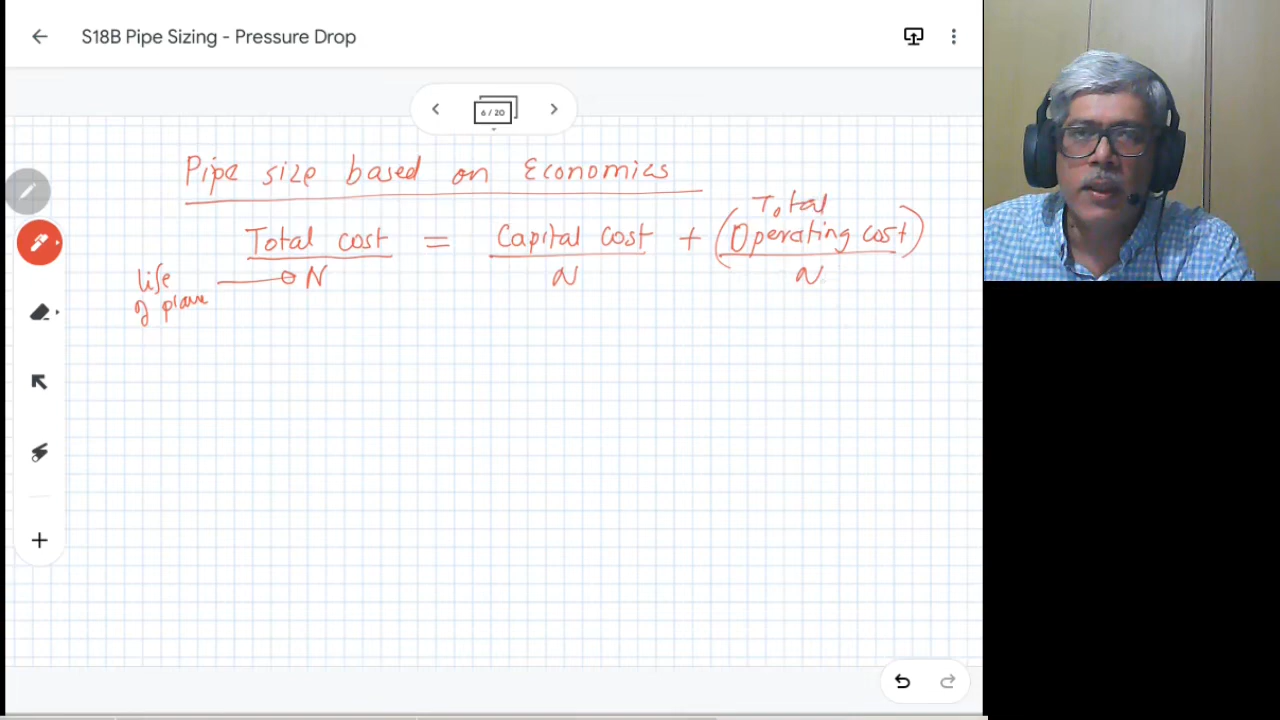 S18B Pipe Sizing - Pressure Drop
6 / 20
Pipe size based on Economics
Total cost = Capital cost + (Total Operating cost)
N N N
life
of plant